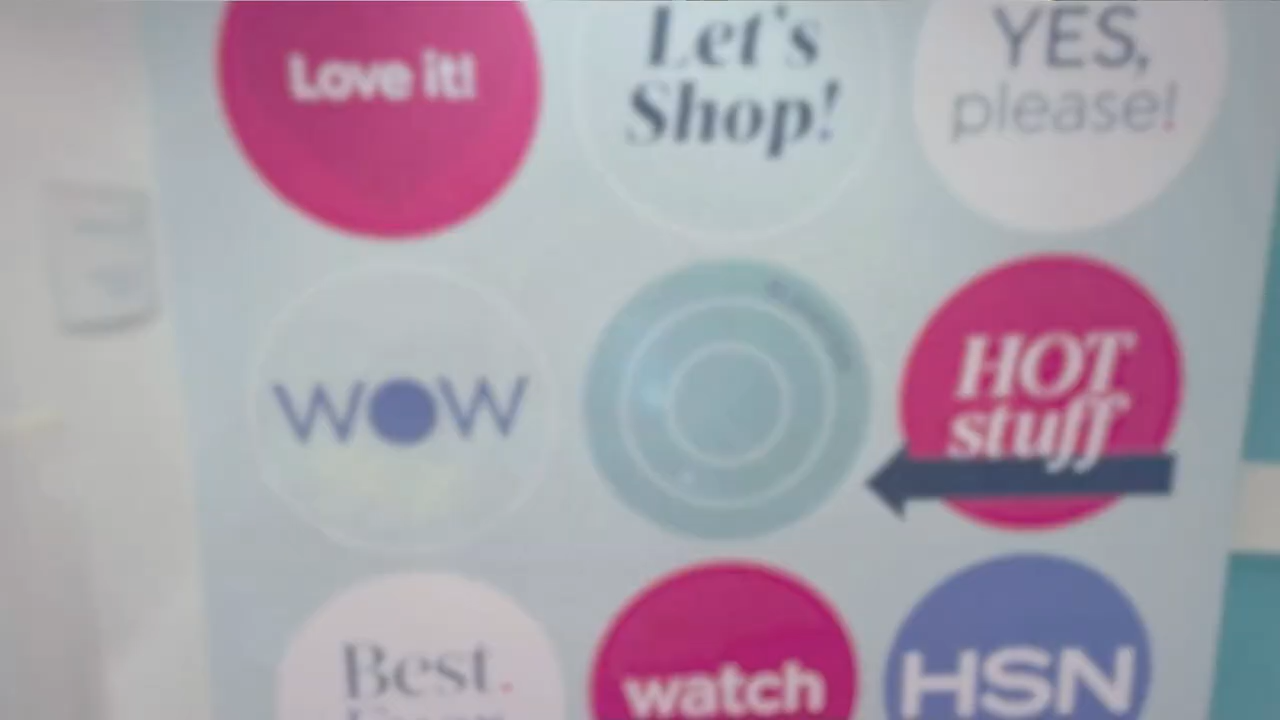 Love it!
Let's
Shop!
YES,
please!
WOW
HOT
stuff
Best.
watch
HSN